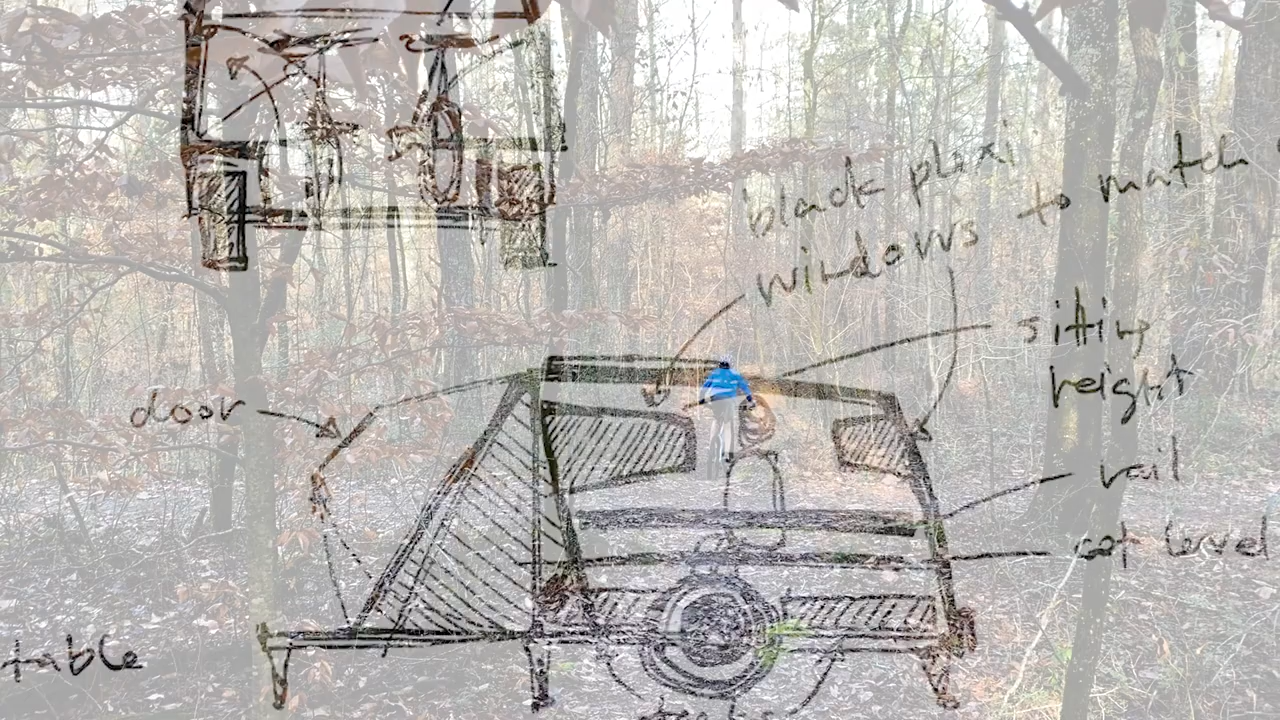 black plexi
windows to match
sitting
height
door
rail
cot level
table